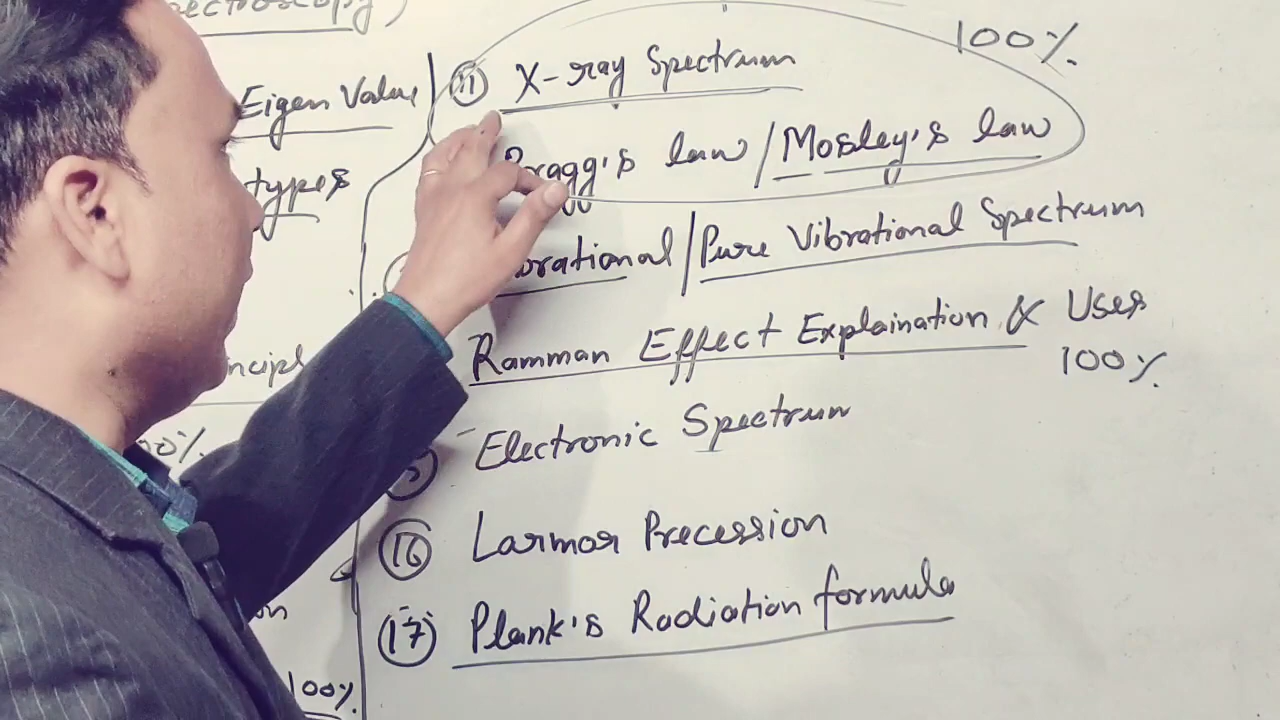 Eigen Value
types
100%
(11) X-ray Spectrum
100%
Bragg's law / Mosley's law
Pure Vibrational Spectrum
Ramman Effect Explaination & Uses
100%
Electronic Spectrum
(16) Larmor Precession
(17) Plank's Radiation formula